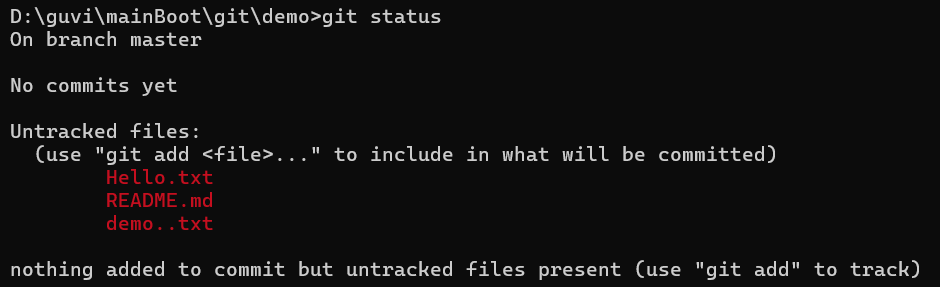 D:\guvi\mainBoot\git\demo>git status
On branch master
No commits yet
Untracked files:
(use "git add <file>..." to include in what will be committed)
Hello.txt
README.md
demo..txt
nothing added to commit but untracked files present (use "git add" to track)